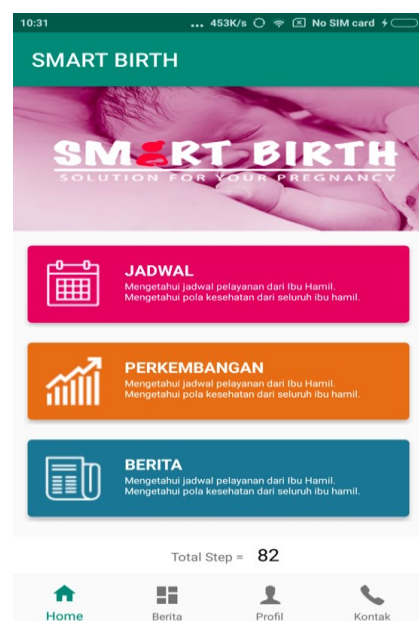 10:31 ... 453K/s No SIM card
SMART BIRTH
SMART BIRTH
SOLUTION FOR YOUR PREGNANCY
JADWAL
Mengetahui jadwal pelayanan dari Ibu Hamil.
Mengetahui pola kesehatan dari seluruh ibu hamil.
PERKEMBANGAN
Mengetahui jadwal pelayanan dari Ibu Hamil.
Mengetahui pola kesehatan dari seluruh ibu hamil.
BERITA
Mengetahui jadwal pelayanan dari Ibu Hamil.
Mengetahui pola kesehatan dari seluruh ibu hamil.
Total Step = 82
Home Berita Profil Kontak